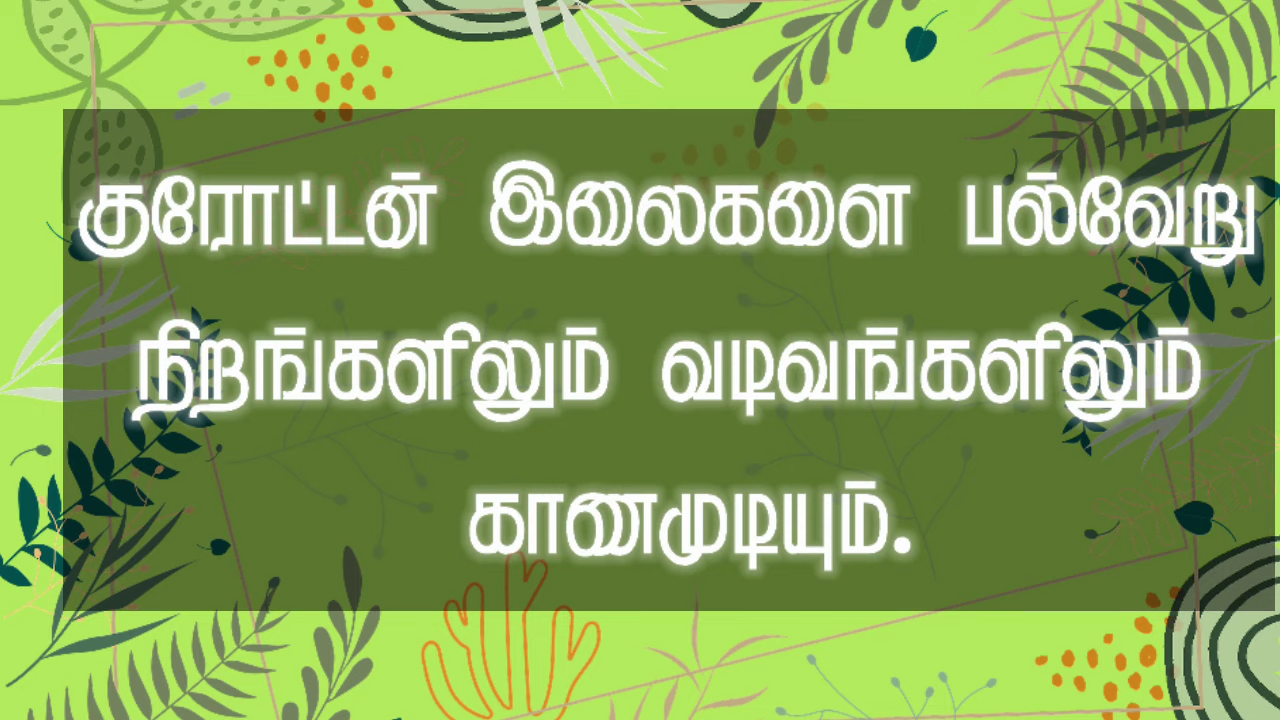 குரோட்டன் இலைகளை பல்வேறு
நிறங்களிலும் வடிவங்களிலும்
காணமுடியும்.